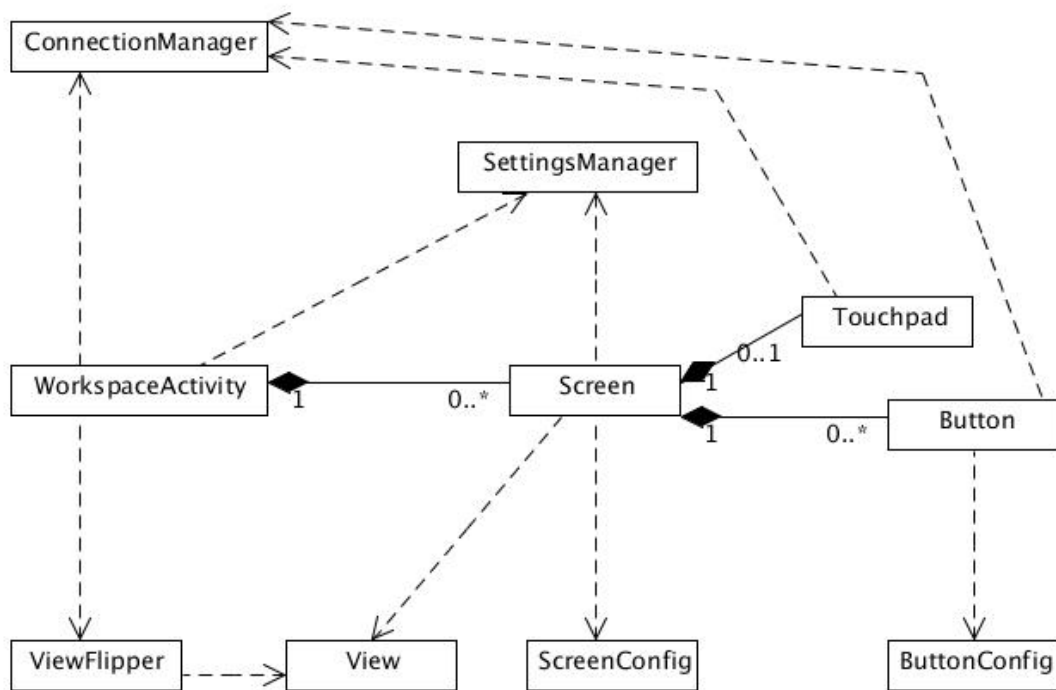 ConnectionManager
SettingsManager
Touchpad
0..1
1
WorkspaceActivity
1
0..*
Screen
1
0..*
Button
ViewFlipper
View
ScreenConfig
ButtonConfig